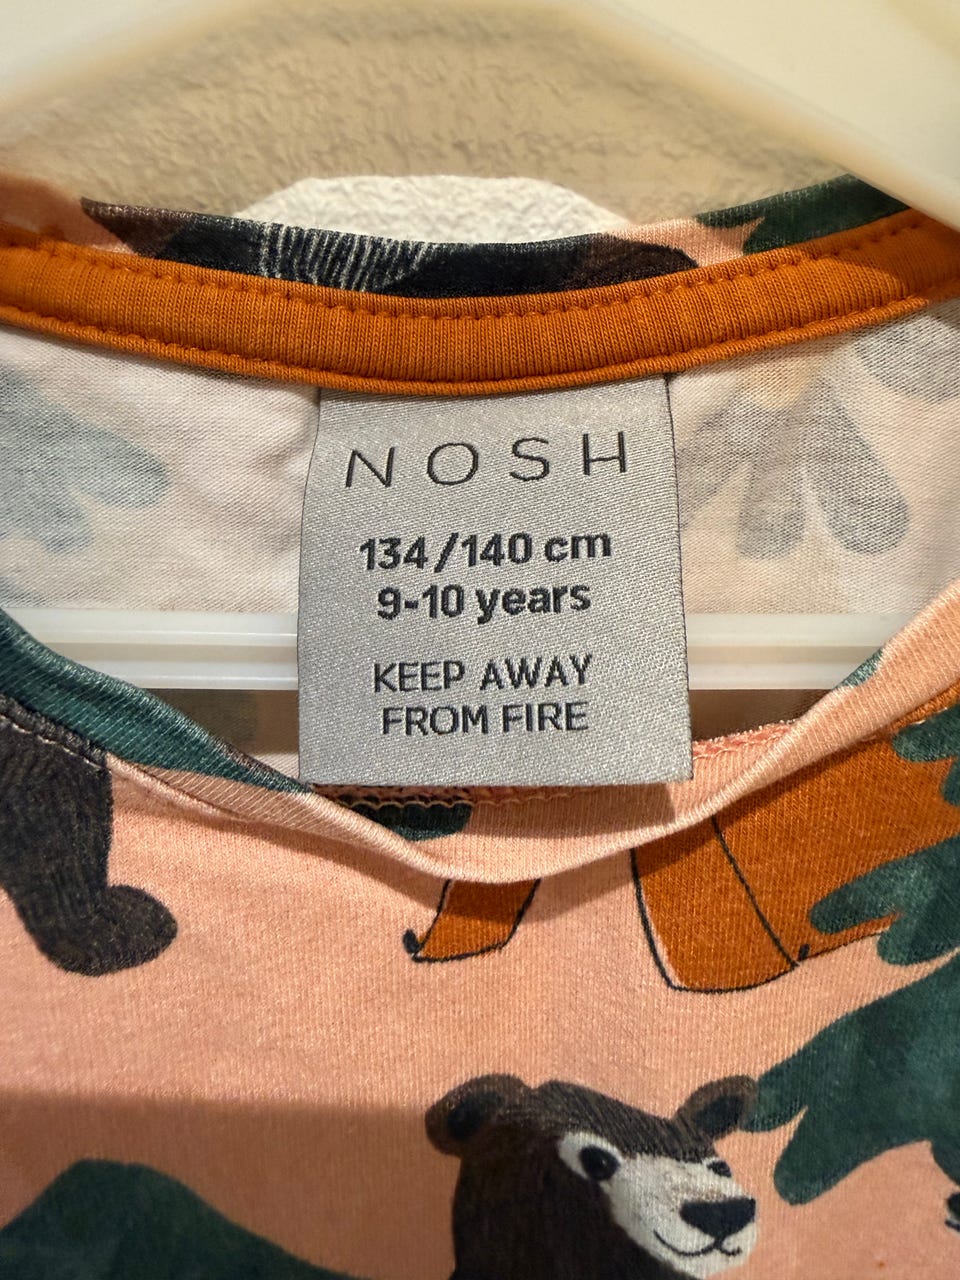 NOSH
134/140 cm
9-10 years
KEEP AWAY
FROM FIRE